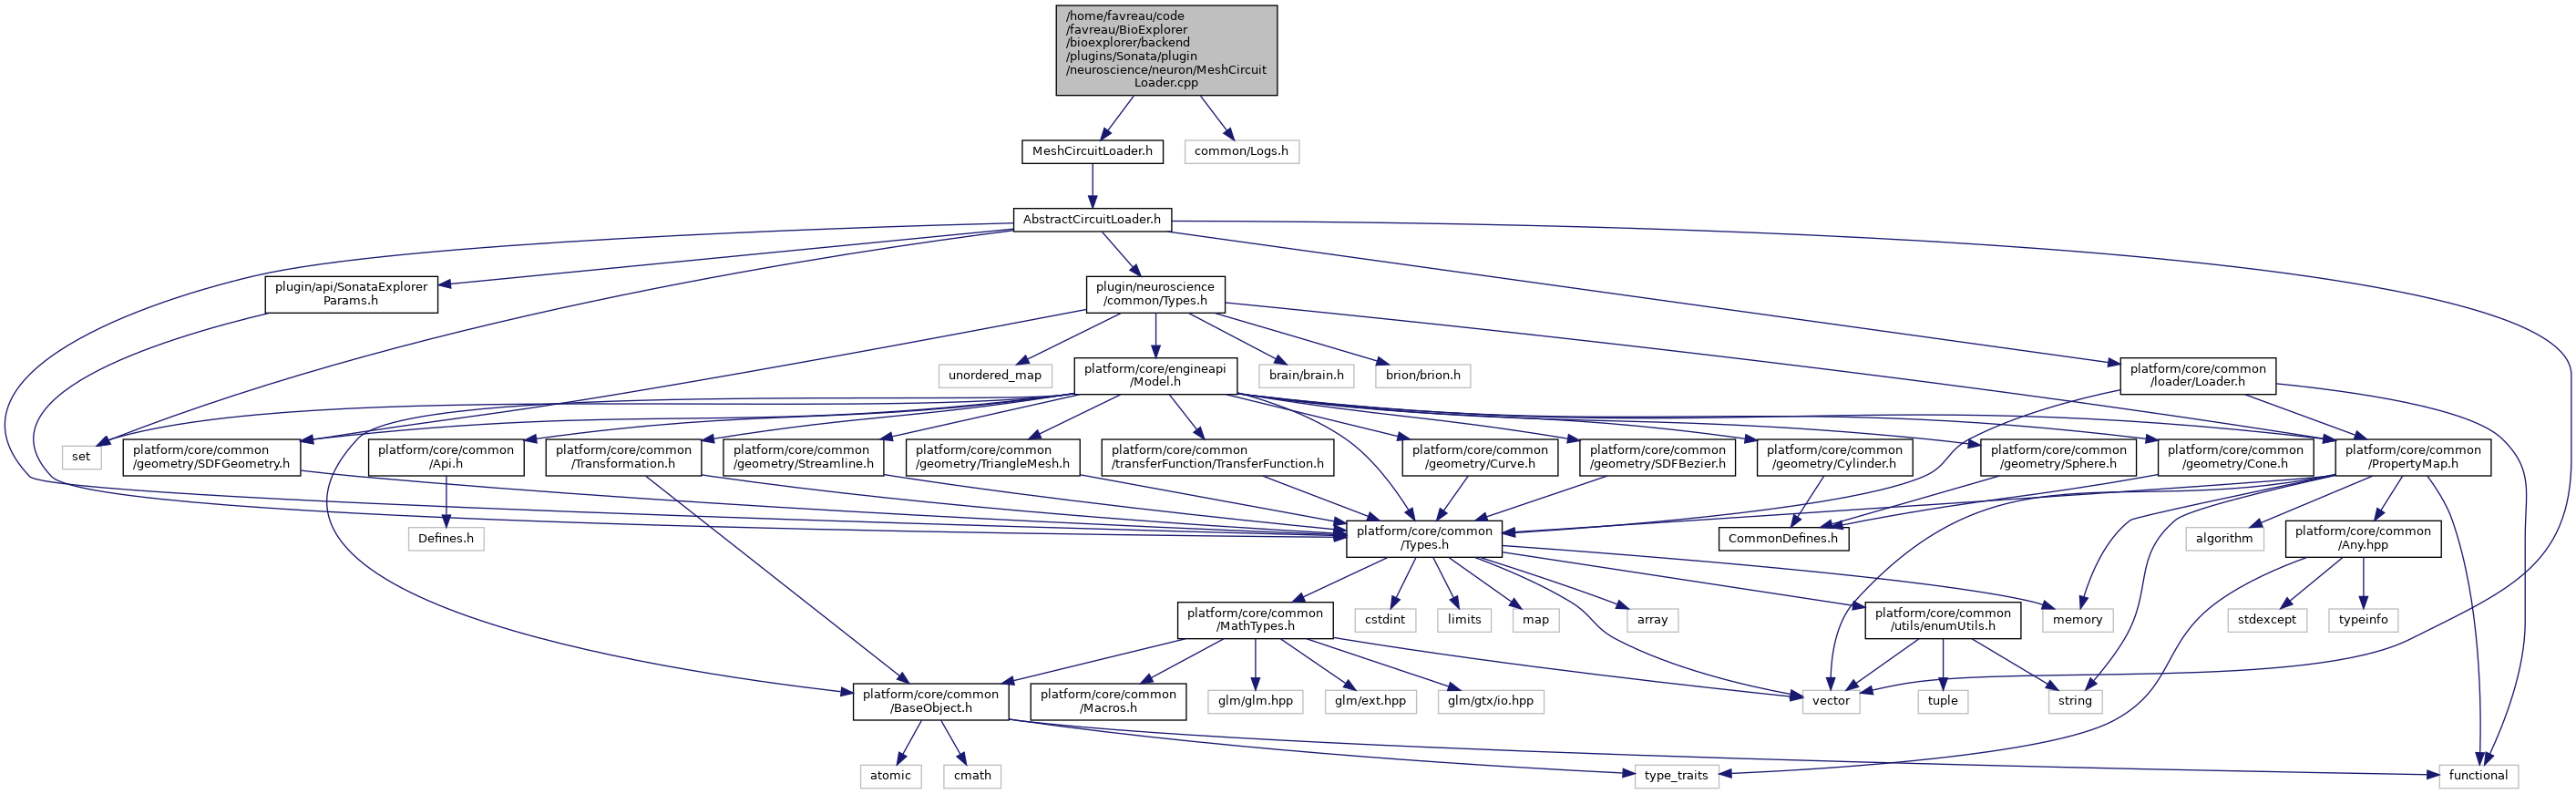 /home/favreau/code
/favreau/BioExplorer
/bioexplorer/backend
/plugins/Sonata/plugin
/neuroscience/neuron/MeshCircuit
Loader.cpp
MeshCircuitLoader.h
common/Logs.h
AbstractCircuitLoader.h
plugin/api/SonataExplorer
Params.h
plugin/neuroscience
/common/Types.h
unordered_map
platform/core/engineapi
/Model.h
brain/brain.h
brion/brion.h
platform/core/common
/loader/Loader.h
set
platform/core/common
/geometry/SDFGeometry.h
platform/core/common
/Api.h
platform/core/common
/Transformation.h
platform/core/common
/geometry/Streamline.h
platform/core/common
/geometry/TriangleMesh.h
platform/core/common
/transferFunction/TransferFunction.h
platform/core/common
/geometry/Curve.h
platform/core/common
/geometry/SDFBezier.h
platform/core/common
/geometry/Cylinder.h
platform/core/common
/geometry/Sphere.h
platform/core/common
/geometry/Cone.h
platform/core/common
/PropertyMap.h
Defines.h
platform/core/common
/Types.h
CommonDefines.h
algorithm
platform/core/common
/Any.hpp
platform/core/common
/MathTypes.h
cstdint
limits
map
array
platform/core/common
/utils/enumUtils.h
memory
stdexcept
typeinfo
platform/core/common
/BaseObject.h
platform/core/common
/Macros.h
glm/glm.hpp
glm/ext.hpp
glm/gtx/io.hpp
vector
tuple
string
atomic
cmath
type_traits
functional